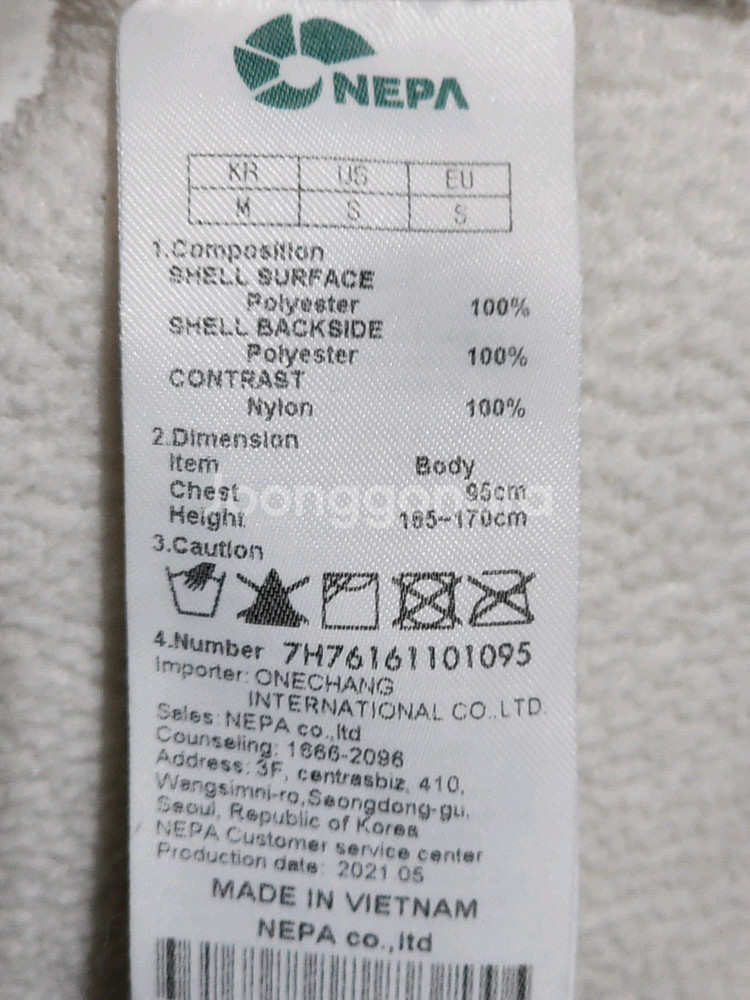 NEPA
KR US EU
M S S
1.Composition
SHELL SURFACE
Polyester 100%
SHELL BACKSIDE
Polyester 100%
CONTRAST
Nylon 100%
2.Dimension
Item Body
Chest 95cm
Height 165~170cm
3.Caution
4.Number 7H76161101095
Importer: ONECHANG
INTERNATIONAL CO.,LTD.
Sales: NEPA co.,ltd
Counseling: 1666-2096
Address: 3F, centrasbiz, 410,
Wangsimni-ro,Seongdong-gu,
Seoul, Republic of Korea
NEPA Customer service center
Production date: 2021 05
MADE IN VIETNAM
NEPA co.,ltd